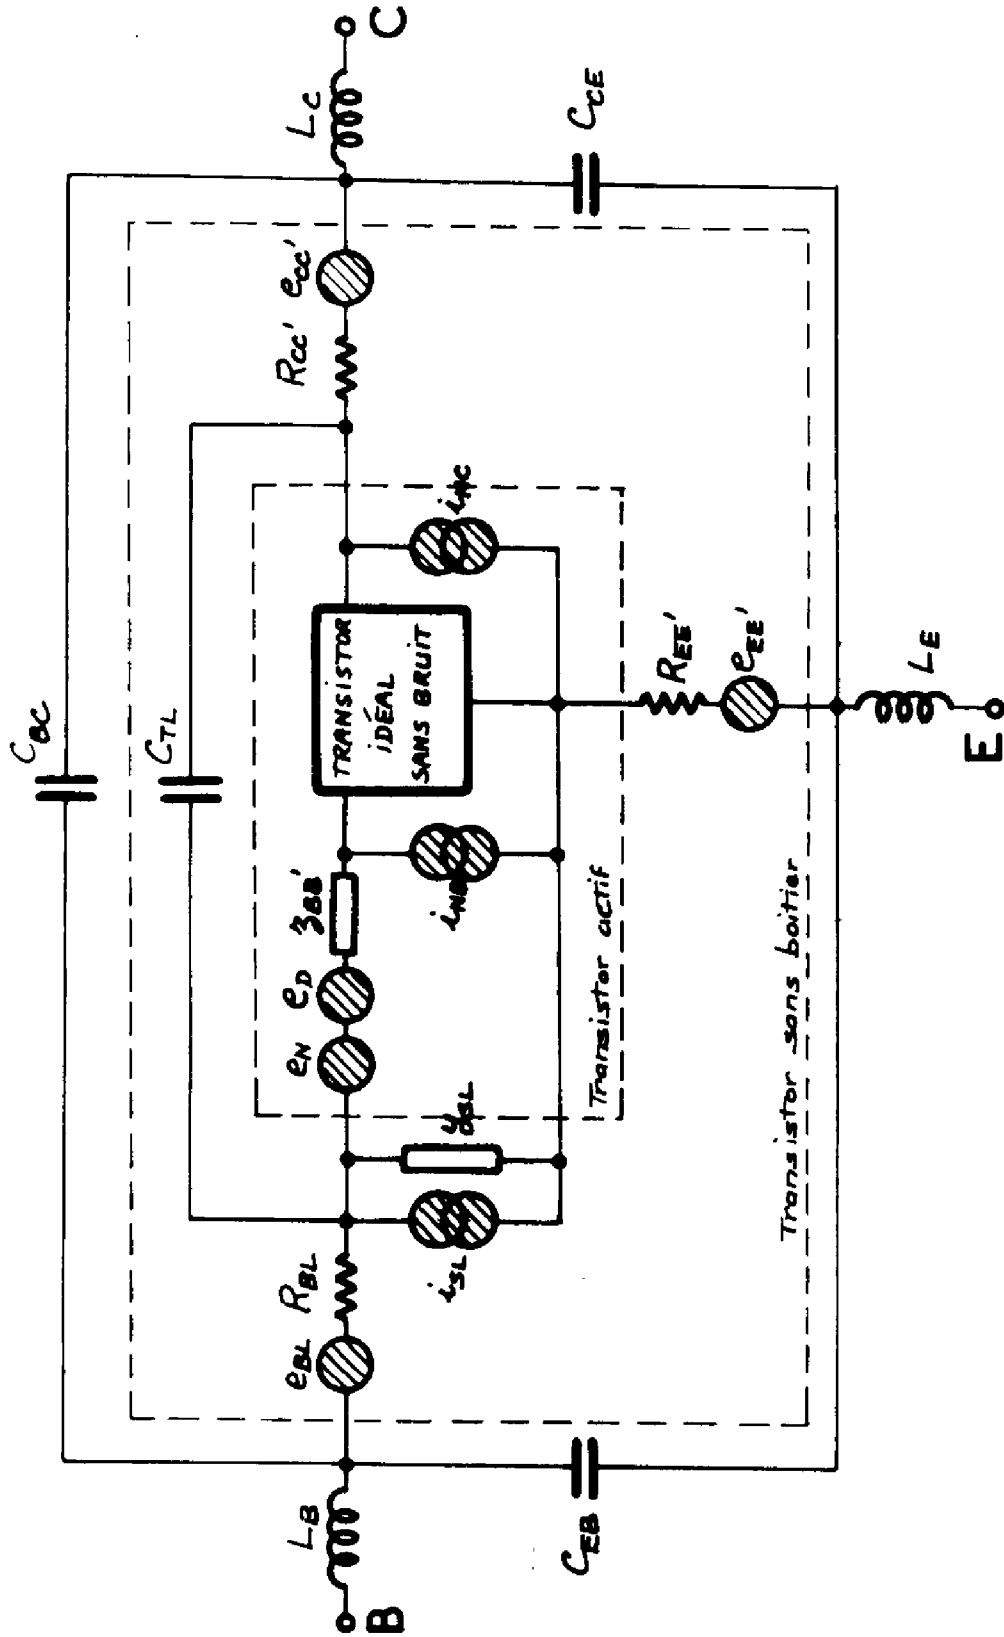 C_BC
C_TL
L_B
e_BL
R_BL
e_N
e_D
z_BB'
TRANSISTOR
iDÉAL
SANS BRUIT
R_CC'
e_CC'
L_C
B
C
i_SL
y_SL
i_NB
i_NC
Transistor actif
R_EE'
e_EE'
C_EB
C_CE
Transistor sans boitier
L_E
E